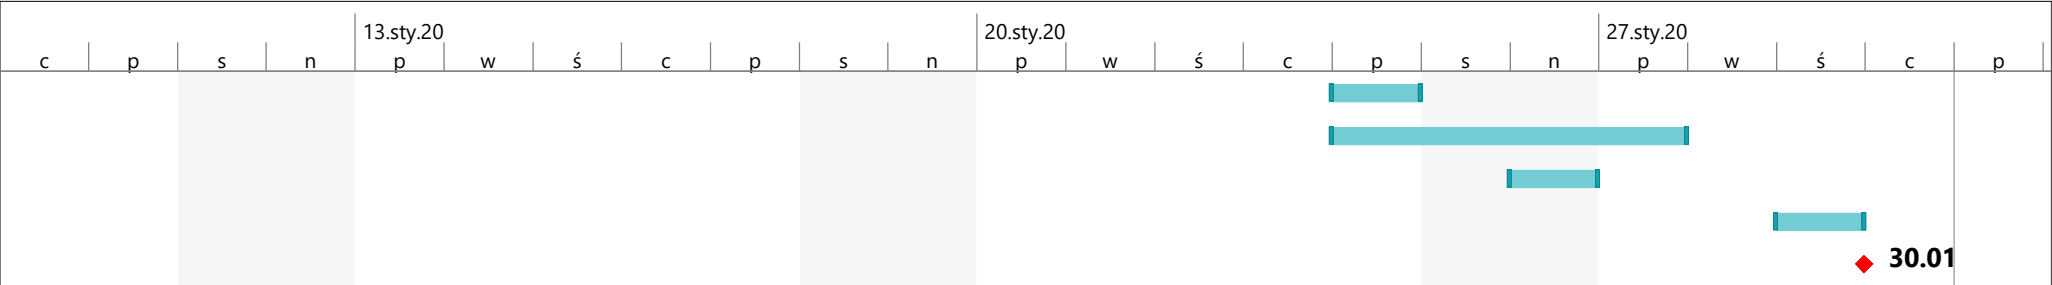 13.sty.20 20.sty.20 27.sty.20
c p s n p w ś c p s n p w ś c p s n p w ś c p
30.01